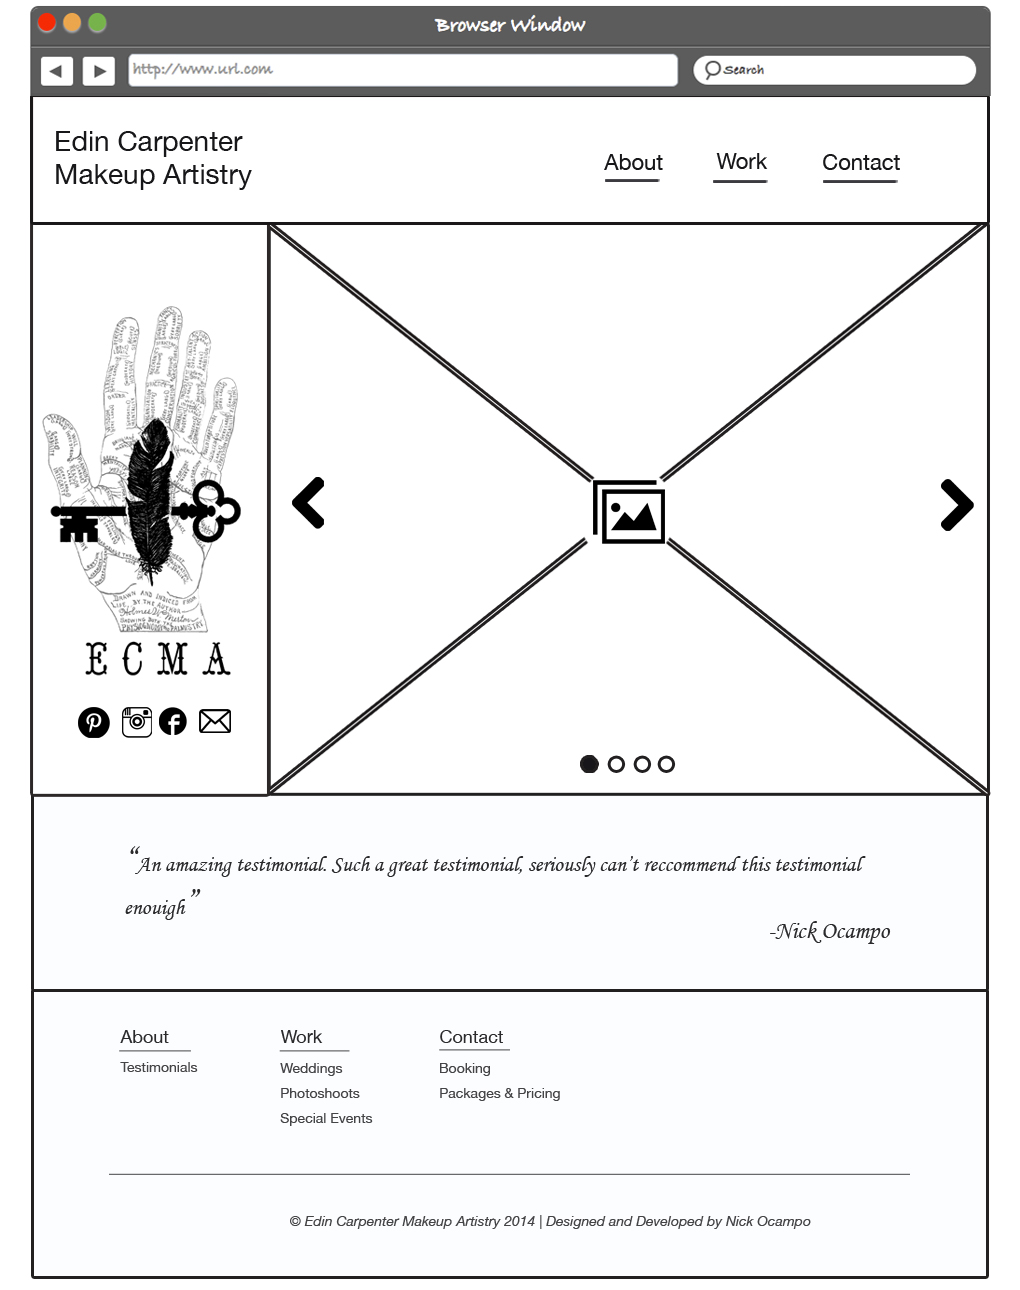 Browser Window
http://www.url.com
Search
Edin Carpenter
Makeup Artistry
About
Work
Contact
DRAWN AND INDICES FROM
LIFE, BY THE AUTHOR
E C M A
“An amazing testimonial. Such a great testimonial, seriously can’t reccommend this testimonial
enouigh”
-Nick Ocampo
About
Testimonials
Work
Weddings
Photoshoots
Special Events
Contact
Booking
Packages & Pricing
© Edin Carpenter Makeup Artistry 2014 | Designed and Developed by Nick Ocampo